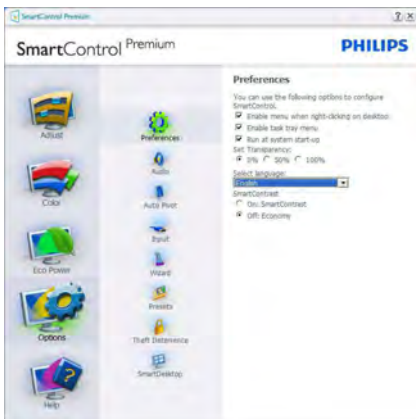 SmartControl Premium
SmartControl Premium
PHILIPS
Adjust
Color
Eco Power
Options
Help
Preferences
Audio
Auto Pivot
Input
Wizard
Presets
Theft Deterrence
SmartDesktop
Preferences
You can use the following options to configure
SmartControl.
Enable menu when right-clicking on desktop
Enable task tray menu
Run at system start-up
Set Transparency:
0% 50% 100%
Select language:
English
SmartContrast
On: SmartContrast
Off: Economy